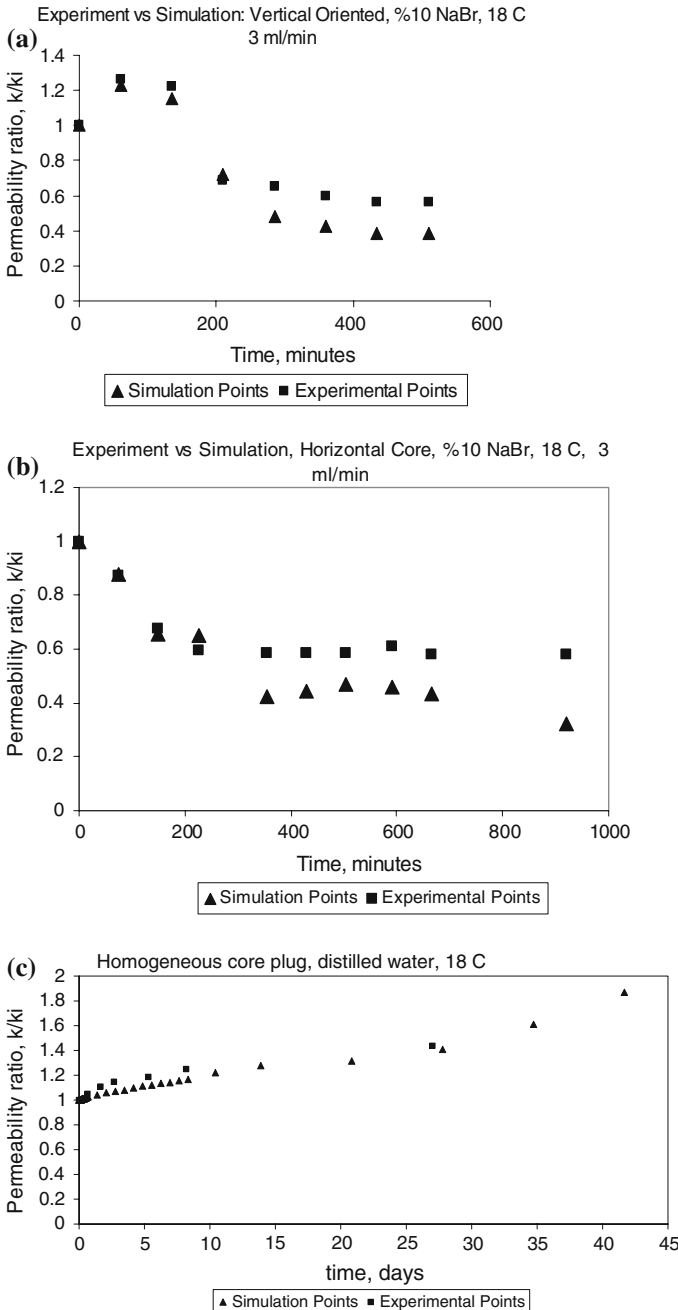 Experiment vs Simulation: Vertical Oriented, %10 NaBr, 18 C
(a)
3 ml/min
1.4
1.2
1
0.8
0.6
0.4
0.2
0
Permeability ratio, k/ki
0
200
400
600
Time, minutes
Simulation Points
Experimental Points
Experiment vs Simulation, Horizontal Core, %10 NaBr, 18 C, 3
(b)
ml/min
1.2
1
0.8
0.6
0.4
0.2
0
Permeability ratio, k/ki
0
200
400
600
800
1000
Time, minutes
Simulation Points
Experimental Points
(c)
Homogeneous core plug, distilled water, 18 C
2
1.8
1.6
1.4
1.2
1
0.8
0.6
0.4
0.2
0
Permeability ratio, k/ki
0
5
10
15
20
25
30
35
40
45
time, days
Simulation Points
Experimental Points